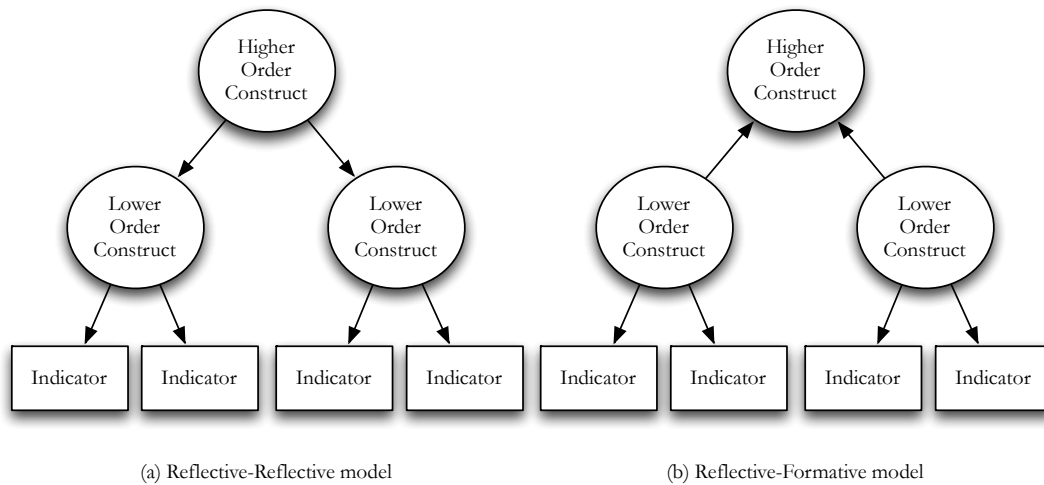 Higher
Order
Construct
Lower
Order
Construct
Lower
Order
Construct
Indicator
Indicator
Indicator
Indicator
(a) Reflective-Reflective model
Higher
Order
Construct
Lower
Order
Construct
Lower
Order
Construct
Indicator
Indicator
Indicator
Indicator
(b) Reflective-Formative model